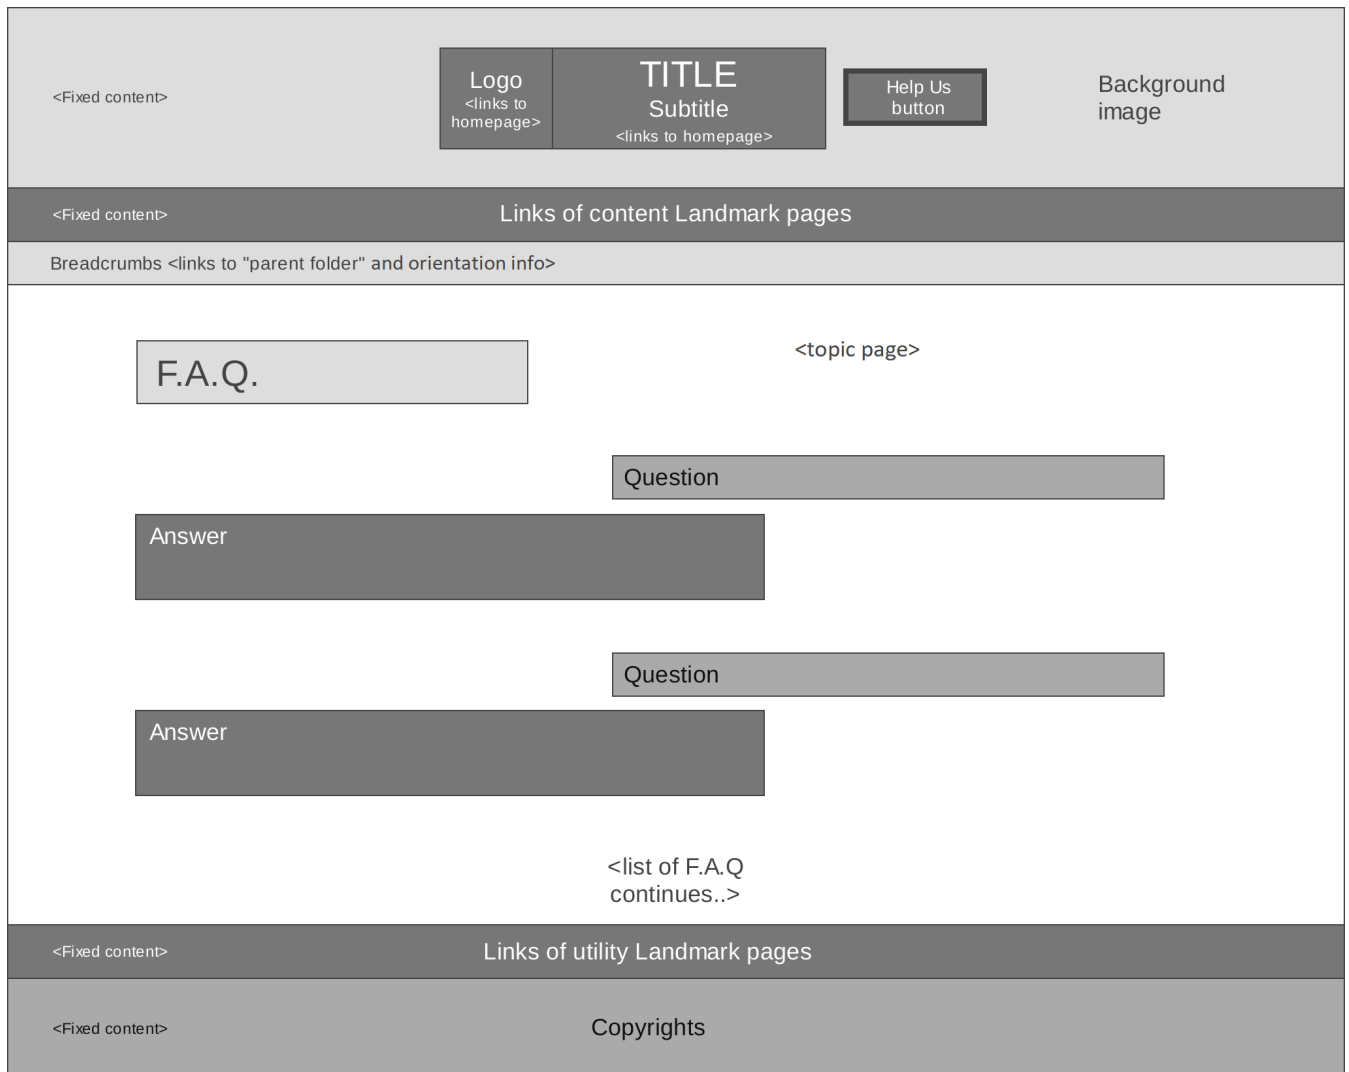 <Fixed content>
Logo
<links to
homepage>
TITLE
Subtitle
<links to homepage>
Help Us
button
Background
image
<Fixed content>
Links of content Landmark pages
Breadcrumbs <links to "parent folder" and orientation info>
F.A.Q.
<topic page>
Question
Answer
Question
Answer
<list of F.A.Q
continues..>
<Fixed content>
Links of utility Landmark pages
<Fixed content>
Copyrights